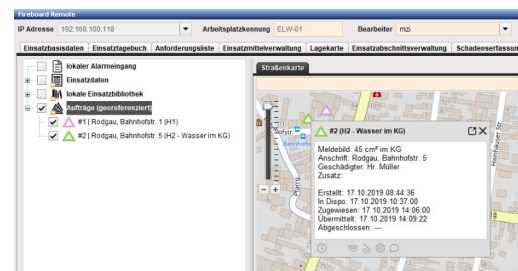 Fireboard Remote
IP Adresse 192.168.100.118 Arbeitsplatzkennung ELW-01 Bearbeiter mzi
Einsatzbasisdaten Einsatztagebuch Anforderungsliste Einsatzmittelverwaltung Lagekarte Einsatzabschnittsverwaltung Schadenserfassun
lokaler Alarmeingang
Einsatzdaten
lokale Einsatzbibliothek
Aufträge (georeferenziert)
#1 | Rodgau, Bahnhofstr. 1 (H1)
#2 | Rodgau, Bahnhofstr. 5 (H2 - Wasser im KG)
Straßenkarte
#2 (H2 - Wasser im KG)
Meldebild: 45 cm² im KG
Anschrift: Rodgau, Bahnhofstr. 5
Geschädigter: Hr. Müller
Zusatz:
Erstellt: 17.10.2019 08:44:36
In Dispo: 17.10.2019 10:37:00
Zugewiesen: 17.10.2019 14:06:00
Übermittelt: 17.10.2019 14:09:22
Abgeschlossen: ---
Hainhäuser Str.